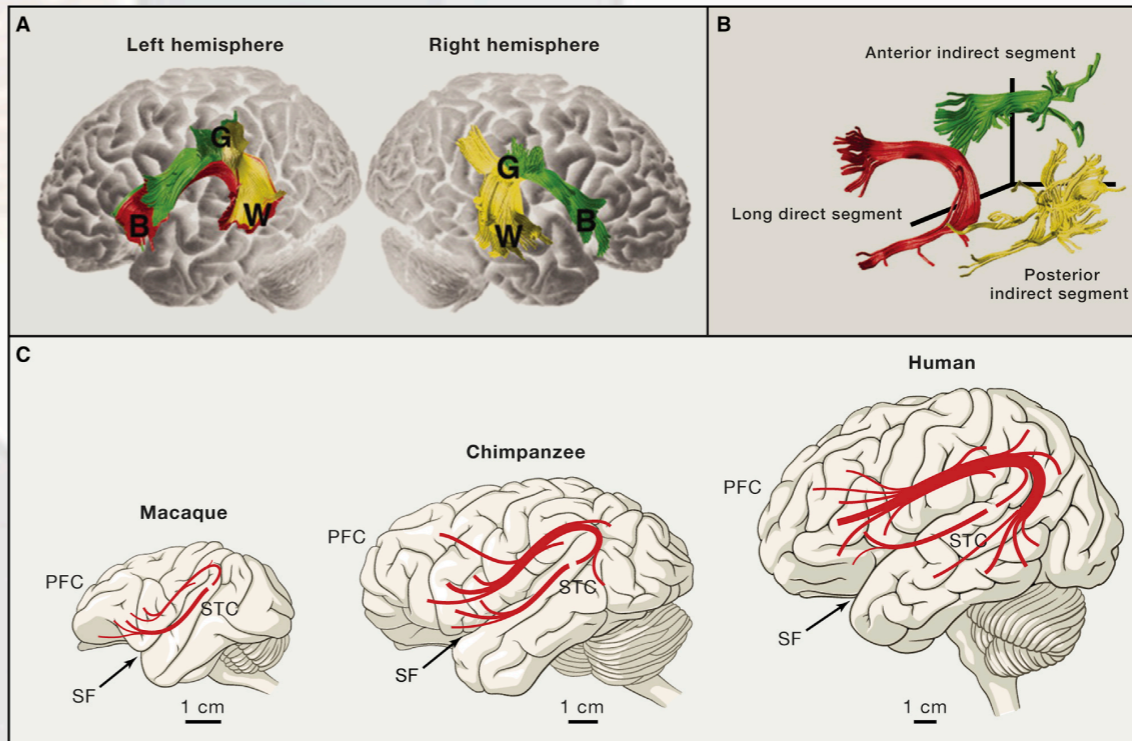 A
Left hemisphere
Right hemisphere
G
B
W
G
W
B
B
Anterior indirect segment
Long direct segment
Posterior
indirect segment
C
Macaque
PFC
STC
SF
1 cm
Chimpanzee
PFC
STC
SF
1 cm
Human
PFC
STC
SF
1 cm